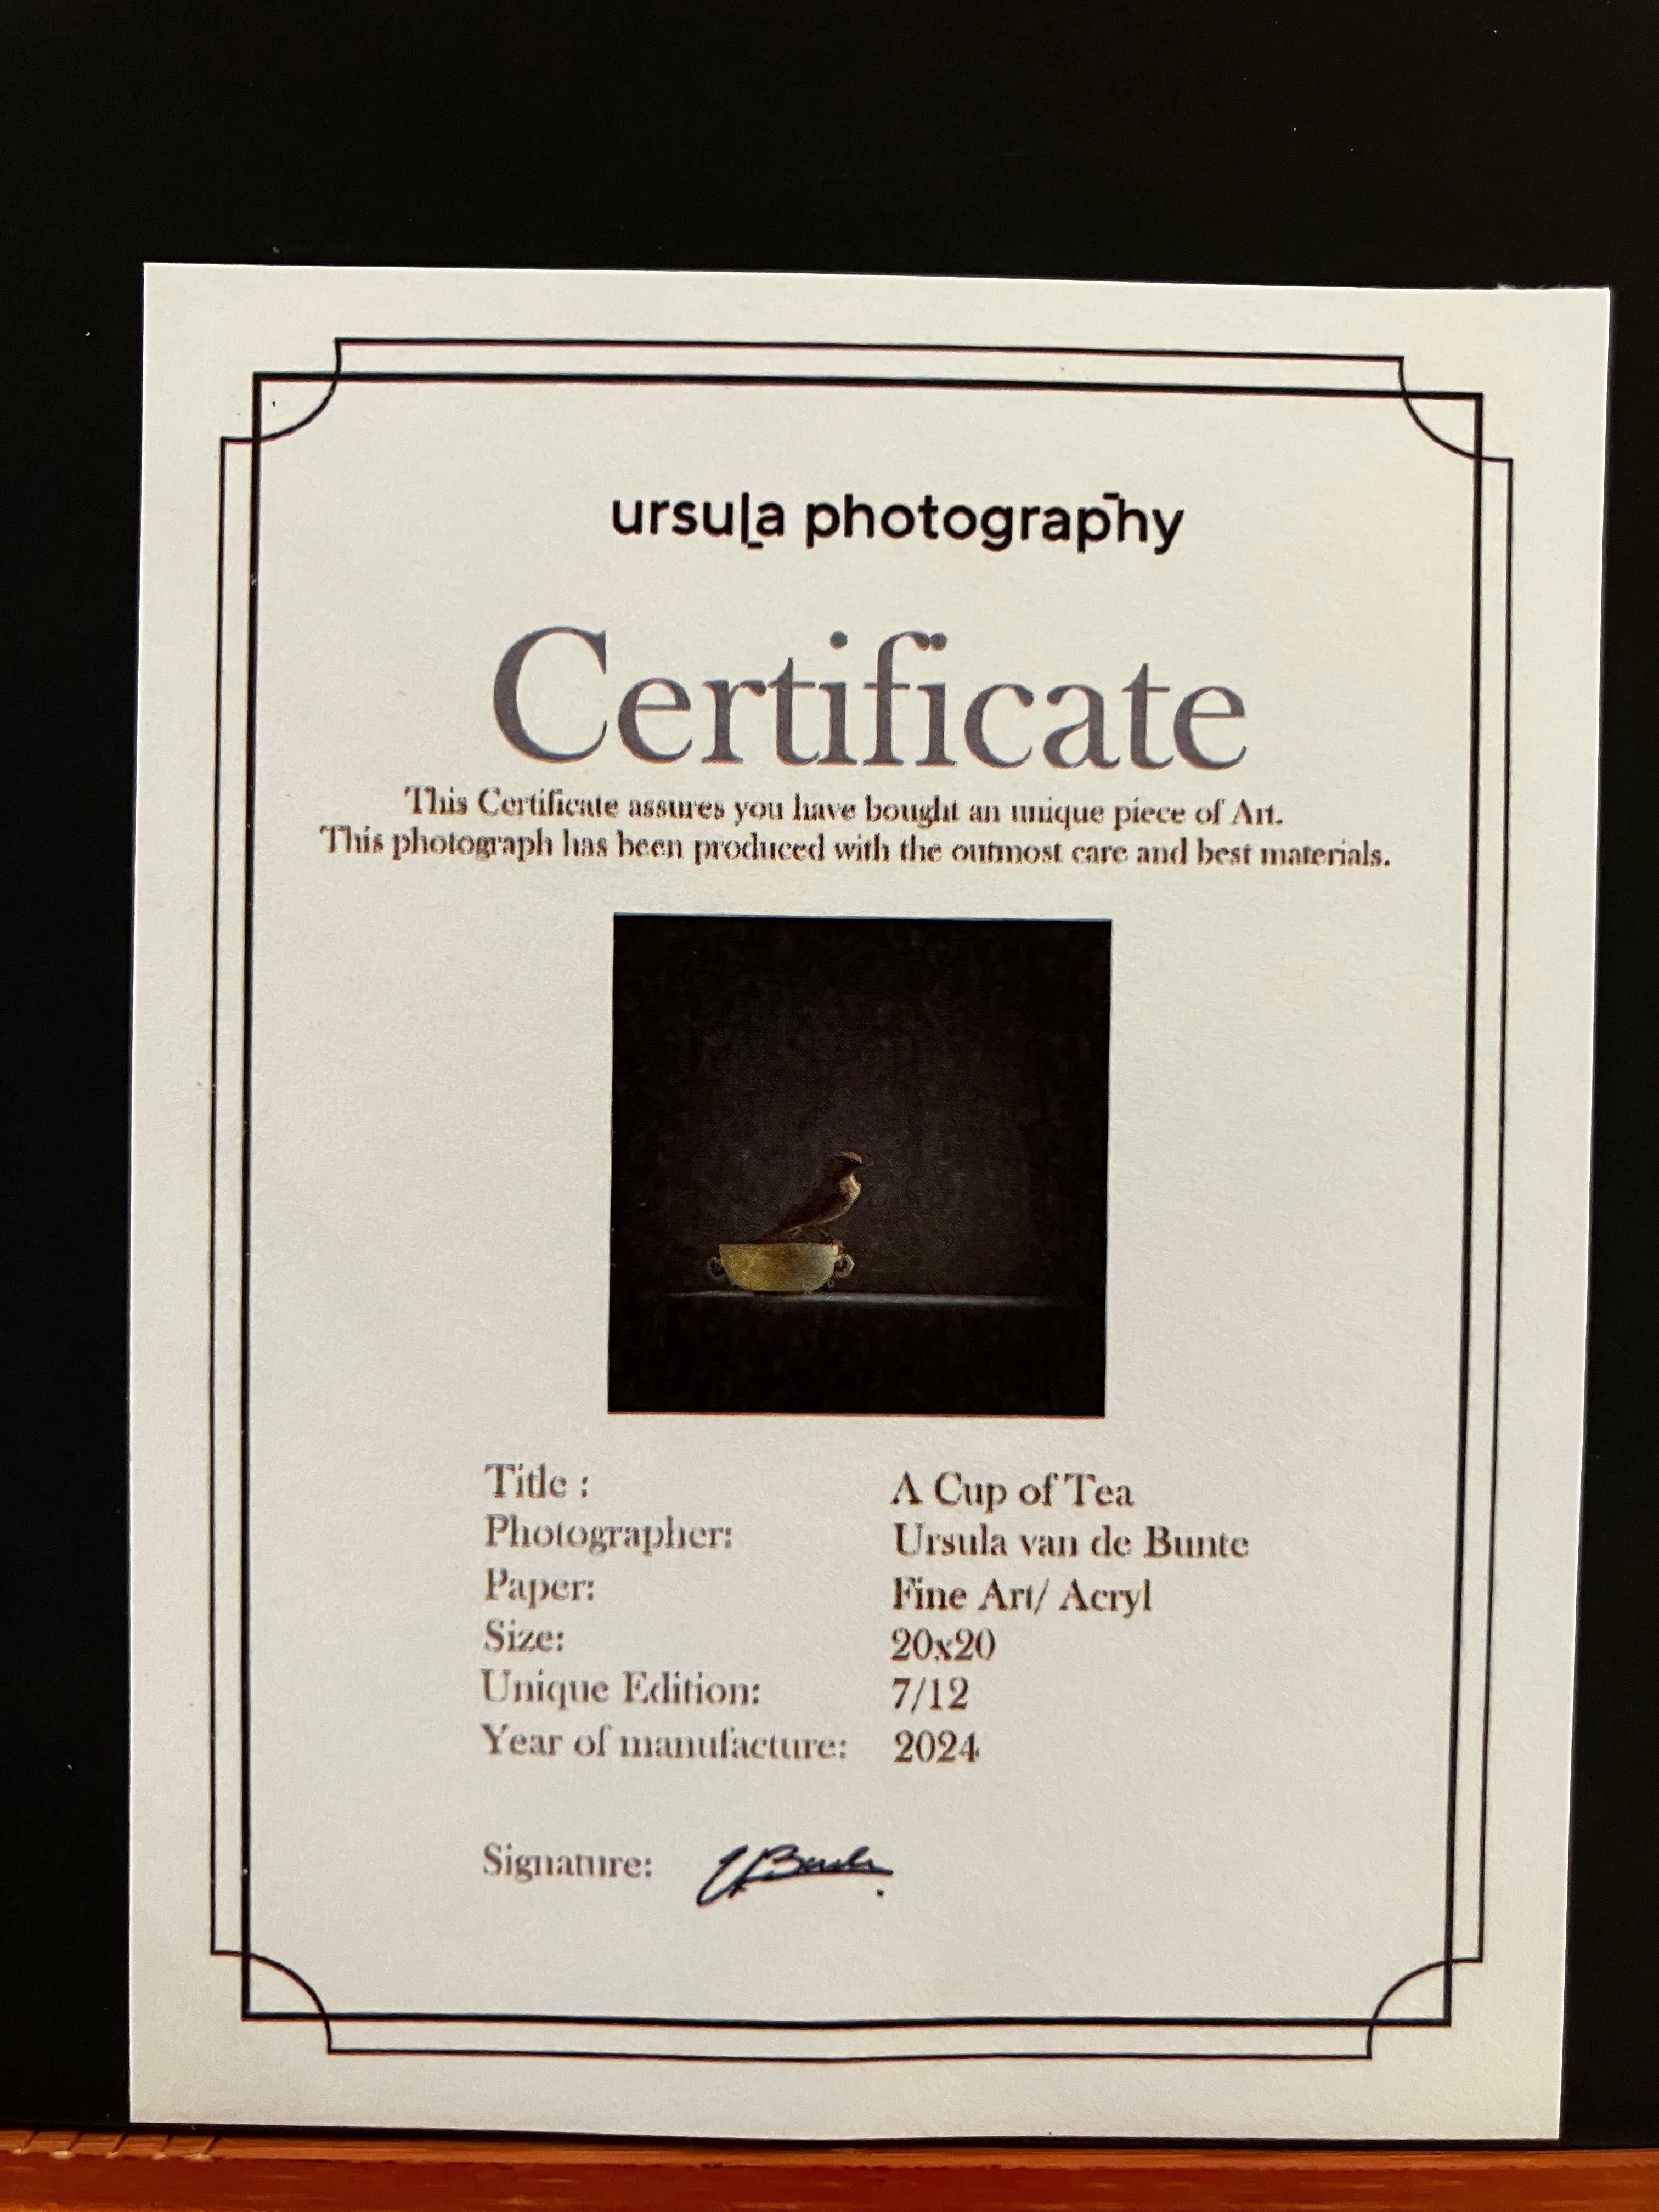 ursula photography
Certificate
This Certificate assures you have bought an unique piece of Art.
This photograph has been produced with the outmost care and best materials.
Title : A Cup of Tea
Photographer: Ursula van de Bunte
Paper: Fine Art/ Acryl
Size: 20x20
Unique Edition: 7/12
Year of manufacture: 2024
Signature: